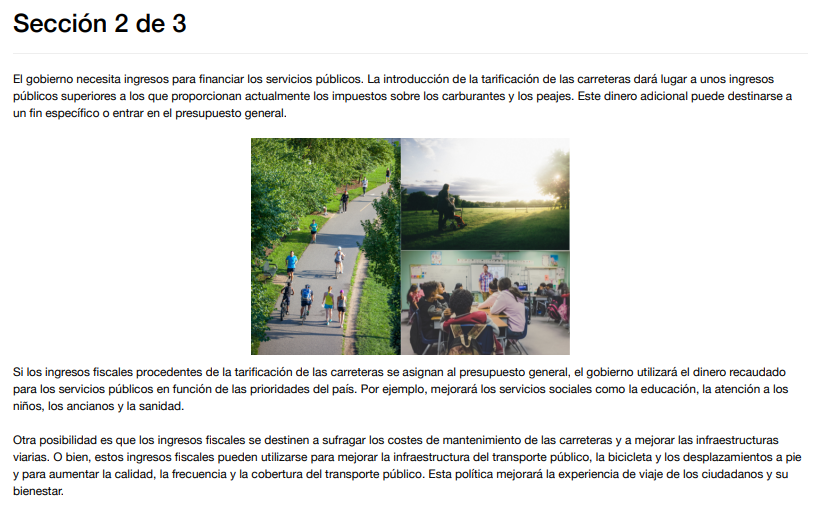 Sección 2 de 3
El gobierno necesita ingresos para financiar los servicios públicos. La introducción de la tarificación de las carreteras dará lugar a unos ingresos
públicos superiores a los que proporcionan actualmente los impuestos sobre los carburantes y los peajes. Este dinero adicional puede destinarse a
un fin específico o entrar en el presupuesto general.
Si los ingresos fiscales procedentes de la tarificación de las carreteras se asignan al presupuesto general, el gobierno utilizará el dinero recaudado
para los servicios públicos en función de las prioridades del país. Por ejemplo, mejorará los servicios sociales como la educación, la atención a los
niños, los ancianos y la sanidad.
Otra posibilidad es que los ingresos fiscales se destinen a sufragar los costes de mantenimiento de las carreteras y a mejorar las infraestructuras
viarias. O bien, estos ingresos fiscales pueden utilizarse para mejorar la infraestructura del transporte público, la bicicleta y los desplazamientos a pie
y para aumentar la calidad, la frecuencia y la cobertura del transporte público. Esta política mejorará la experiencia de viaje de los ciudadanos y su
bienestar.